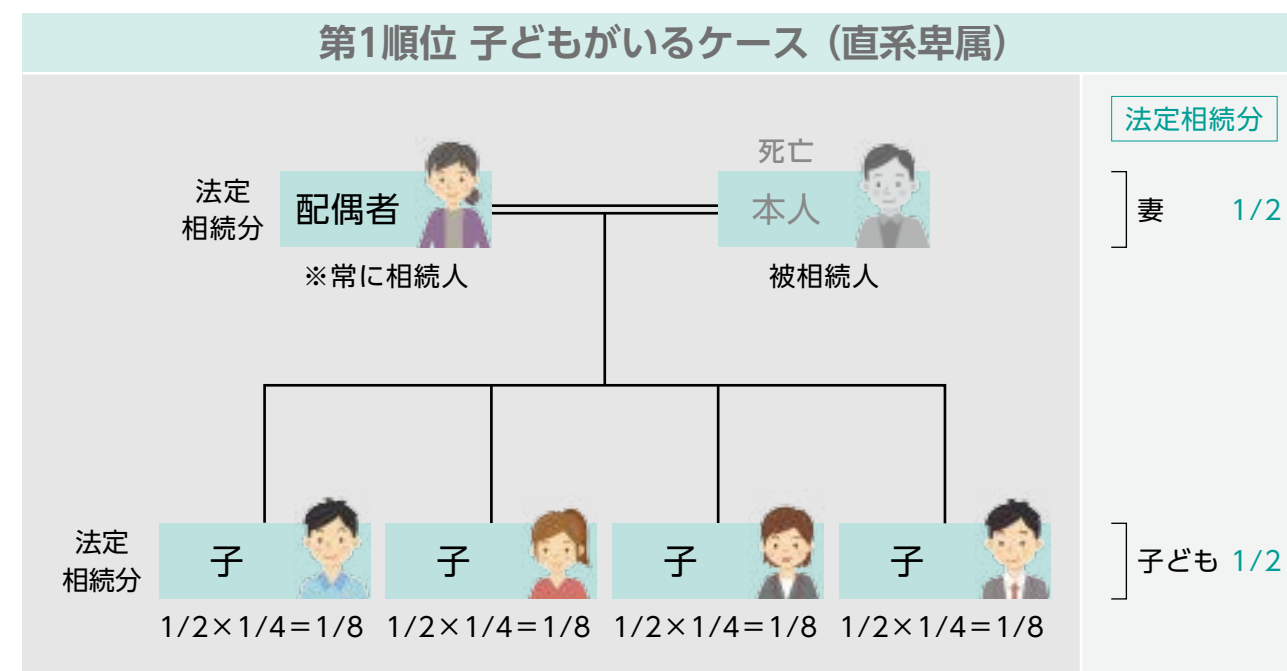 第1順位 子どもがいるケース（直系卑属）
法定相続分
死亡
法定
相続分
配偶者
本人
妻 1/2
※常に相続人
被相続人
法定
相続分
子
子
子
子
子ども 1/2
1/2×1/4＝1/8
1/2×1/4＝1/8
1/2×1/4＝1/8
1/2×1/4＝1/8